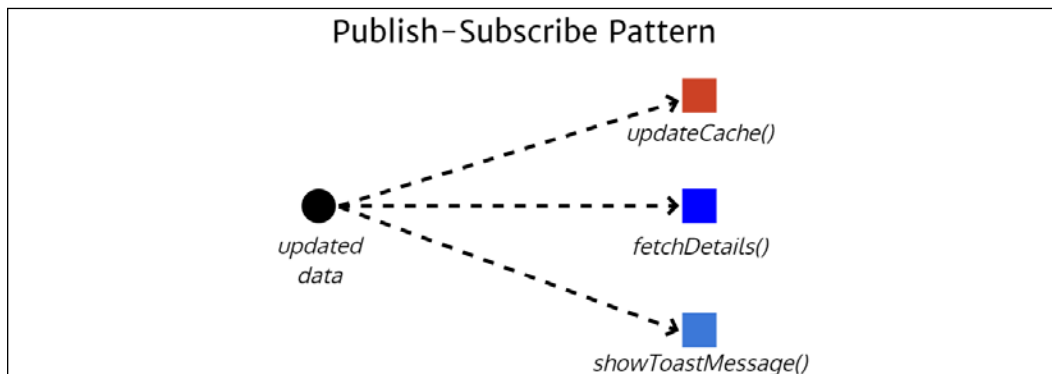 Publish-Subscribe Pattern
updateCache()
updated
data
fetchDetails()
showToastMessage()